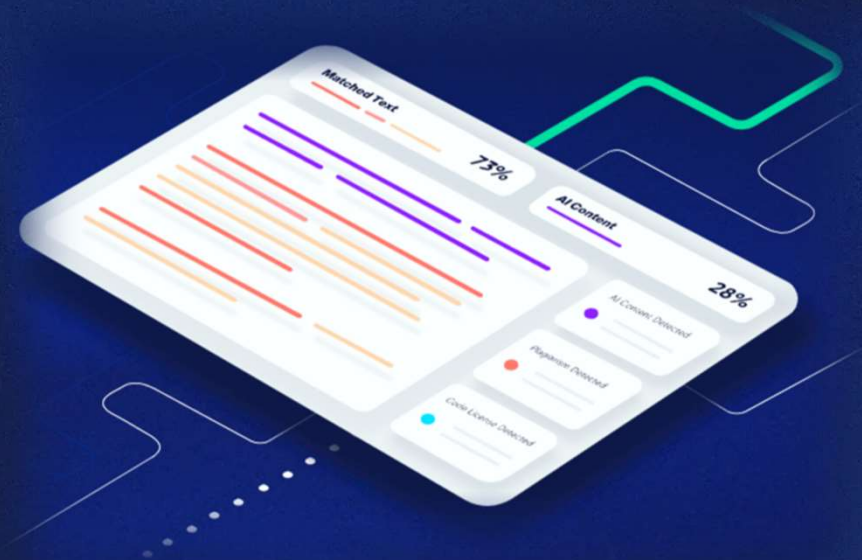 Matched Text
73%
AI Content
28%
AI Content Detected
Plagiarism Detected
Code License Detected